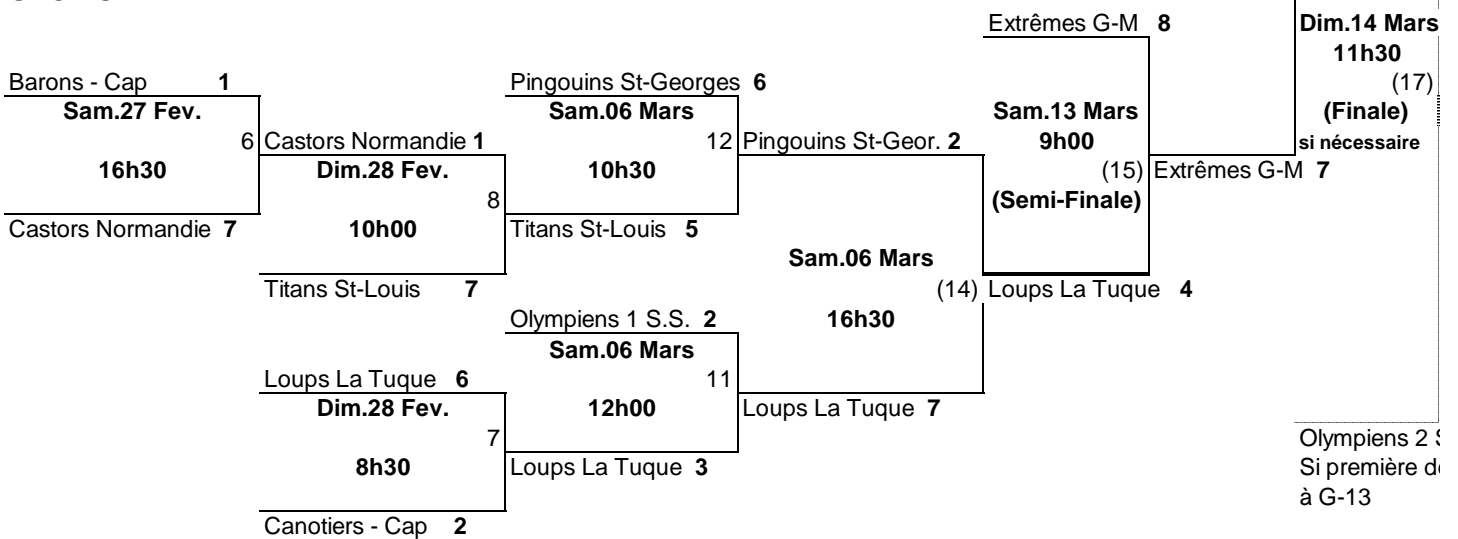 Extrêmes G-M 8
Dim.14 Mars
11h30
(17)
(Finale)
si nécessaire
Barons - Cap 1
Sam.27 Fev.
6
16h30
Castors Normandie 7
Castors Normandie 1
Dim.28 Fev.
8
10h00
Titans St-Louis 7
Pingouins St-Georges 6
Sam.06 Mars
12
10h30
Titans St-Louis 5
Pingouins St-Geor. 2
Sam.06 Mars
(14)
16h30
Loups La Tuque 7
Sam.13 Mars
9h00
(15)
(Semi-Finale)
Loups La Tuque 4
Extrêmes G-M 7
Olympiens 1 S.S. 2
Sam.06 Mars
11
12h00
Loups La Tuque 3
Loups La Tuque 6
Dim.28 Fev.
7
8h30
Canotiers - Cap 2
Olympiens 2
Si première
à G-13